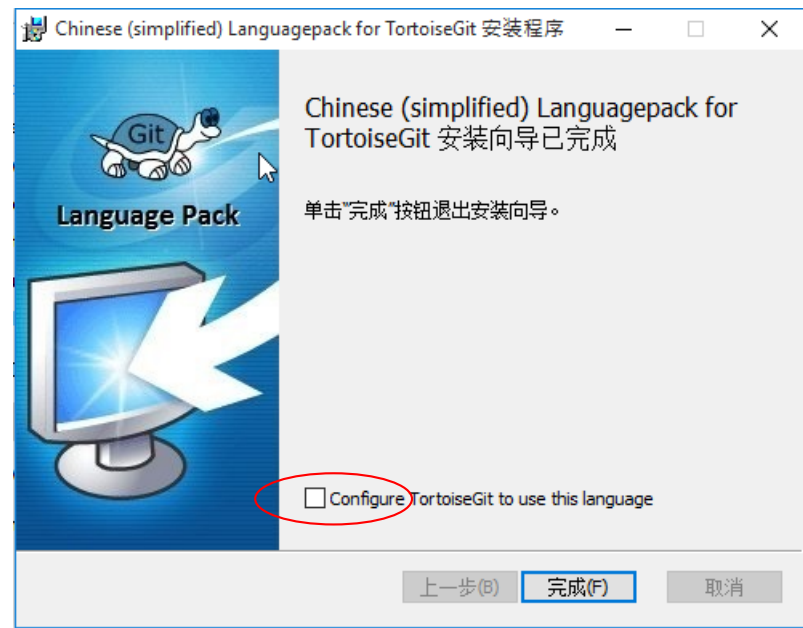 Chinese (simplified) Languagepack for TortoiseGit 安装程序
Git
Language Pack
Chinese (simplified) Languagepack for
TortoiseGit 安装向导已完成
单击"完成"按钮退出安装向导。
Configure TortoiseGit to use this language
上一步(B)
完成(F)
取消